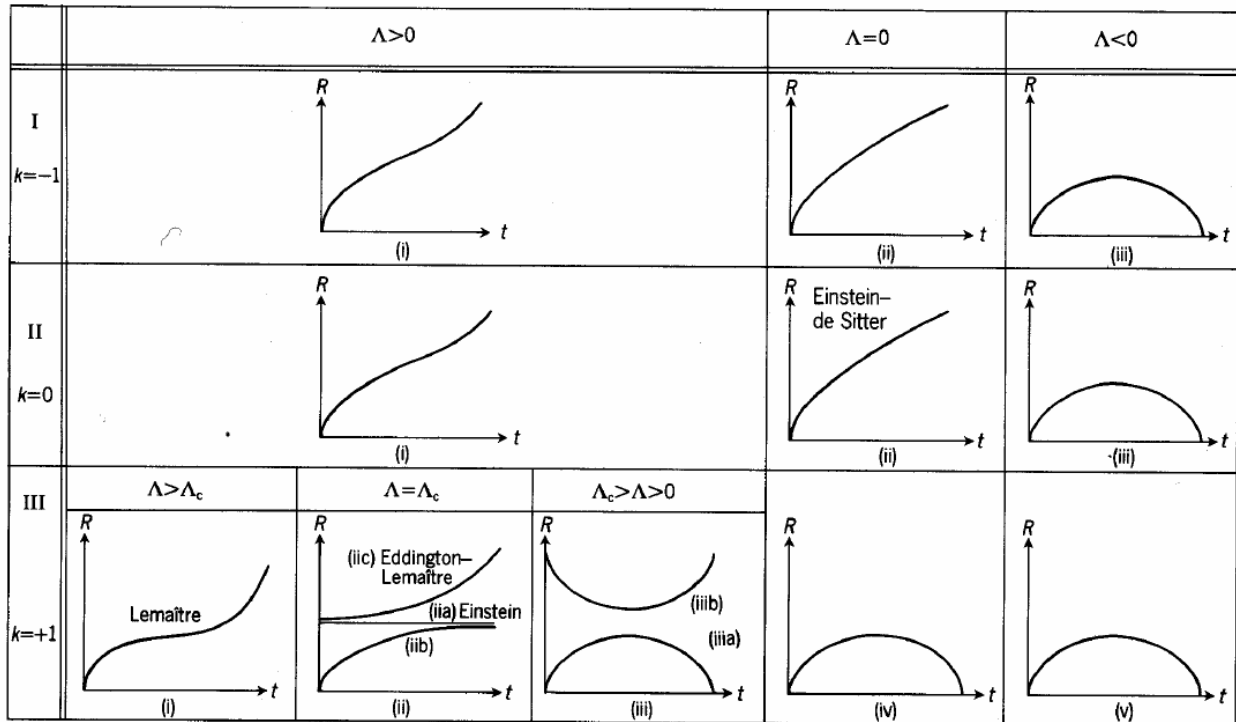 Λ>0
Λ=0
Λ<0
I
k=−1
R
t
(i)
R
t
(ii)
R
t
(iii)
II
k=0
R
t
(i)
R
Einstein–
de Sitter
t
(ii)
R
t
(iii)
III
k=+1
Λ>Λc
R
Lemaître
t
(i)
Λ=Λc
R
(iic) Eddington–
Lemaître
(iia) Einstein
(iib)
t
(ii)
Λc>Λ>0
R
(iiib)
(iiia)
t
(iii)
R
t
(iv)
R
t
(v)